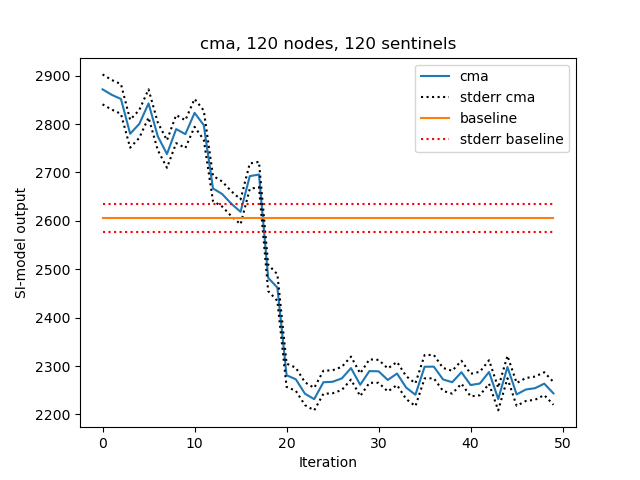 cma, 120 nodes, 120 sentinels
2900
2800
2700
2600
2500
2400
2300
2200
SI-model output
cma
stderr cma
baseline
stderr baseline
0
10
20
30
40
50
Iteration